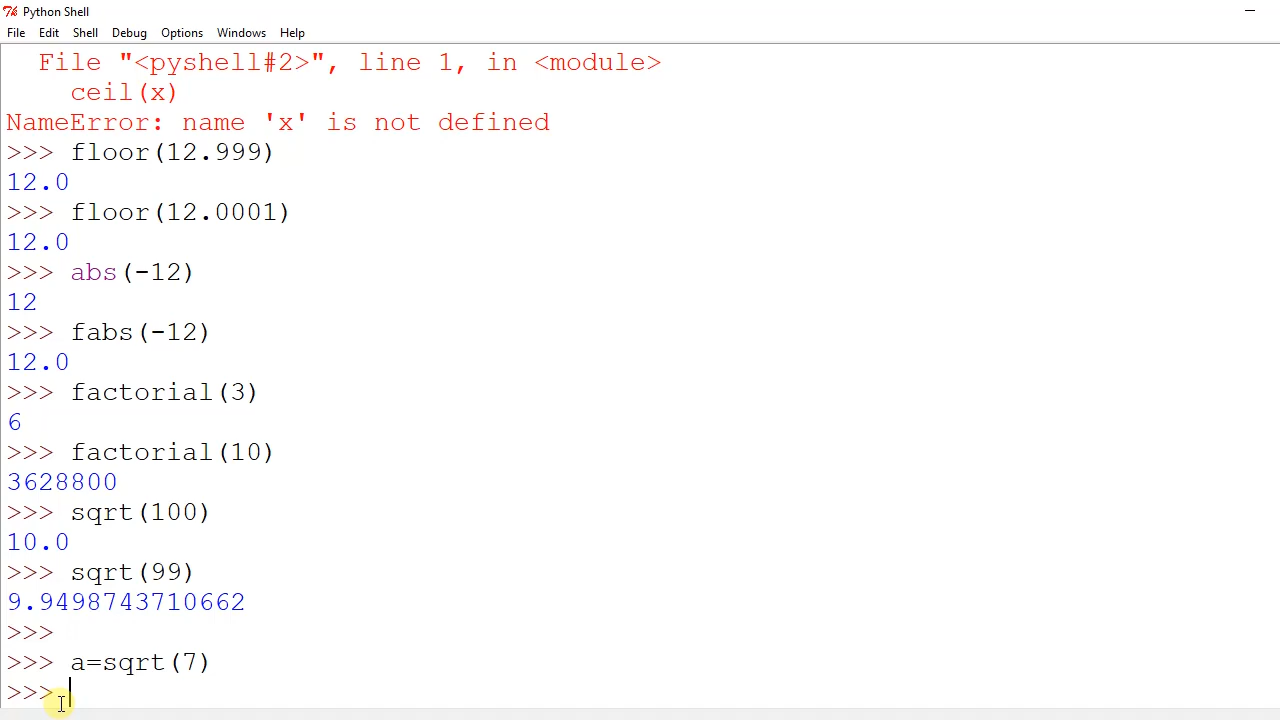 Python Shell
File Edit Shell Debug Options Windows Help
File "<pyshell#2>", line 1, in <module>
ceil(x)
NameError: name 'x' is not defined
>>> floor(12.999)
12.0
>>> floor(12.0001)
12.0
>>> abs(-12)
12
>>> fabs(-12)
12.0
>>> factorial(3)
6
>>> factorial(10)
3628800
>>> sqrt(100)
10.0
>>> sqrt(99)
9.9498743710662
>>>
>>> a=sqrt(7)
>>>